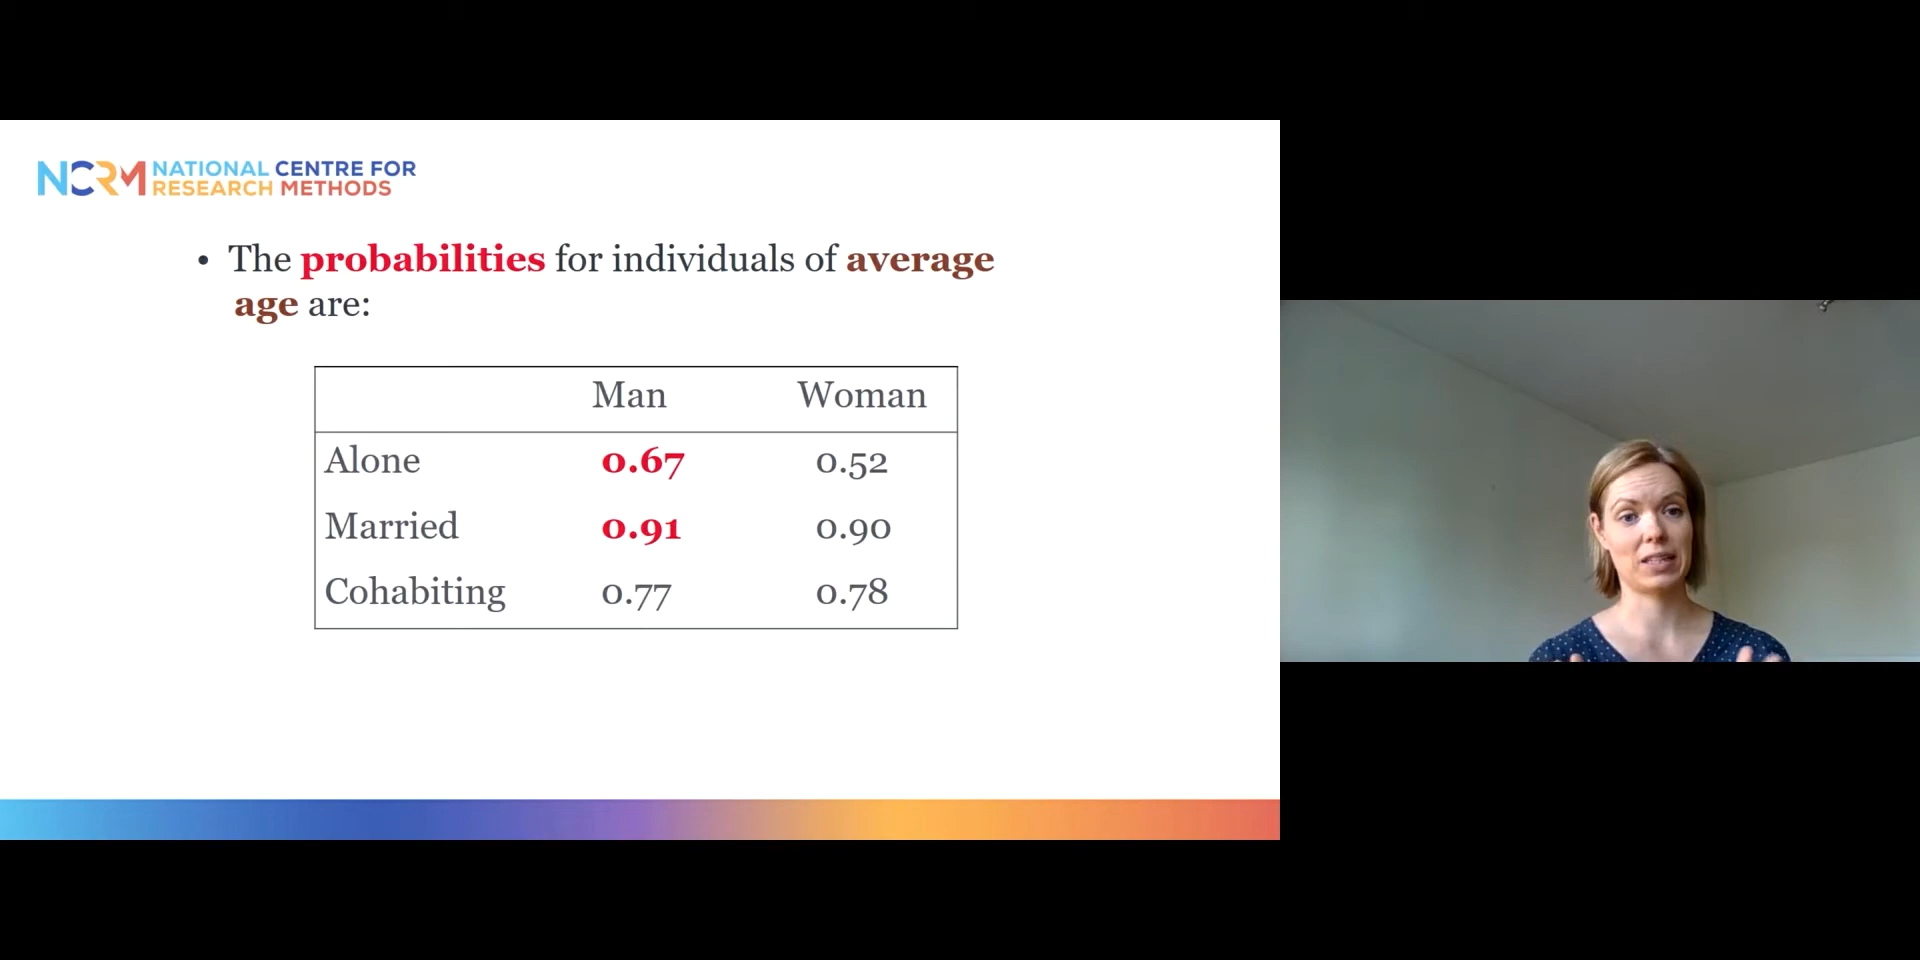 NCRM NATIONAL CENTRE FOR
RESEARCH METHODS
• The probabilities for individuals of average
age are:
Man Woman
Alone 0.67 0.52
Married 0.91 0.90
Cohabiting 0.77 0.78